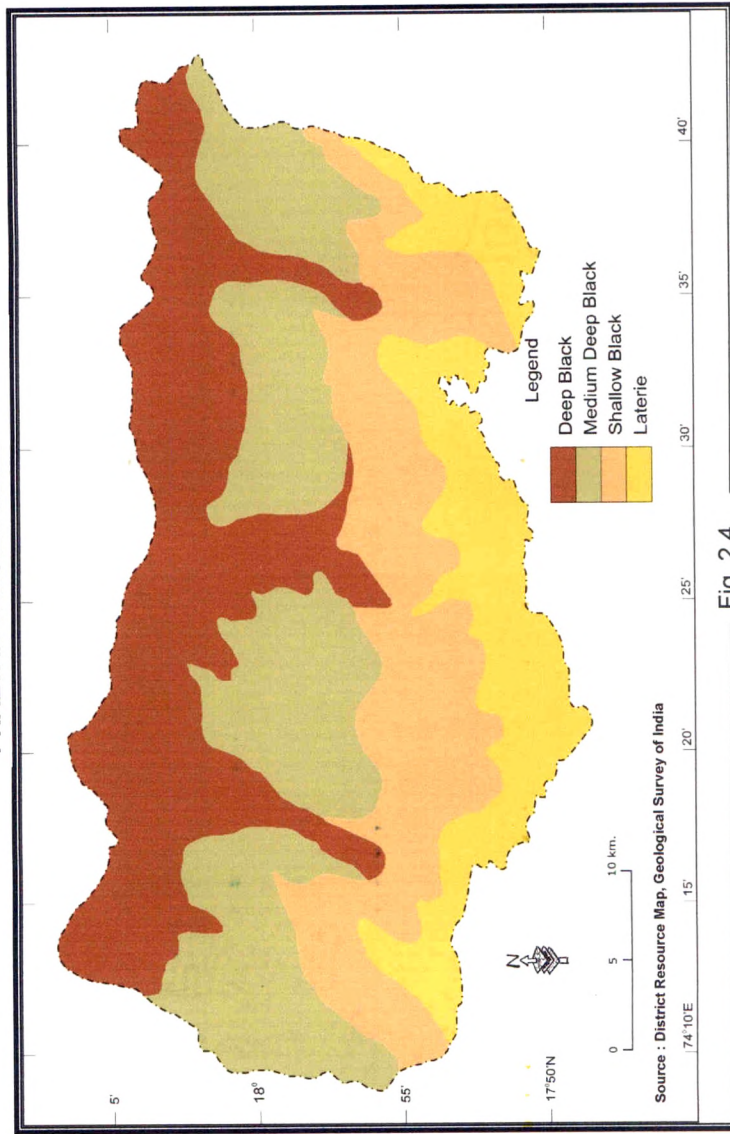 5'
18°
55'
17°50'N
74°10'E
15'
20'
25'
30'
35'
40'
N
0 5 10 km.
Source : District Resource Map, Geological Survey of India
Legend
Deep Black
Medium Deep Black
Shallow Black
Laterie
Fig. 2.4